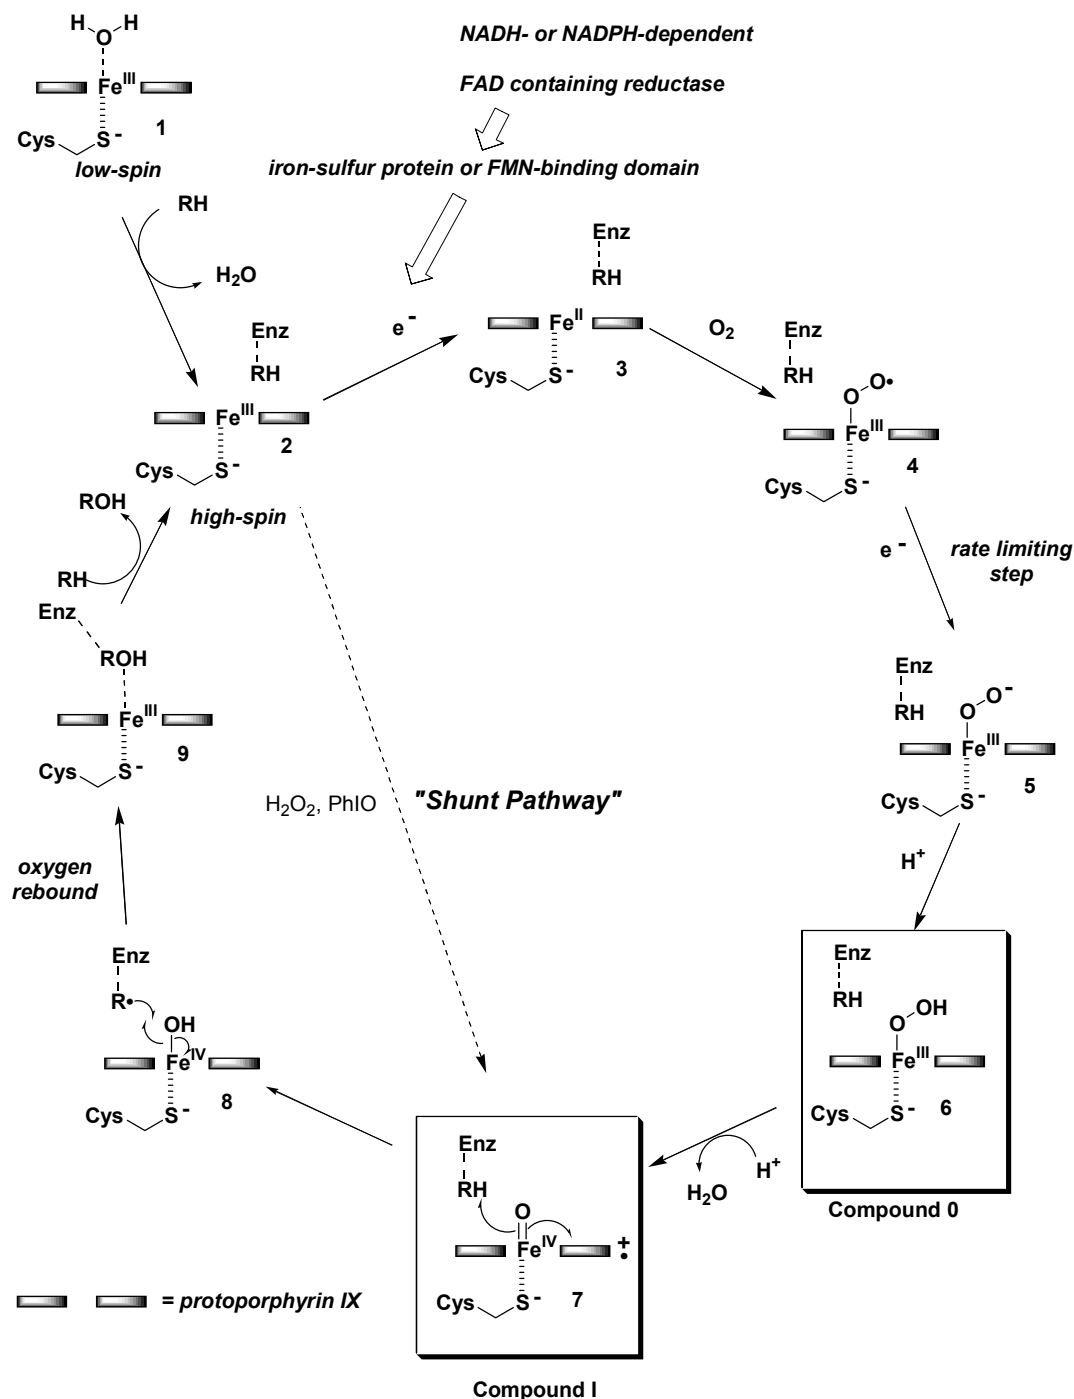 H H
O
NADH- or NADPH-dependent
Fe^III
FAD containing reductase
Cys S- 1
low-spin
iron-sulfur protein or FMN-binding domain
RH
H₂O
Enz
RH
Fe^III
Cys S- 2
high-spin
e-
Enz
RH
Fe^II
Cys S- 3
O₂
Enz
RH
O O•
Fe^III
Cys S- 4
e- rate limiting
step
Enz
RH
O O-
Fe^III
Cys S- 5
H+
Enz
RH
O OH
Fe^III
Cys S- 6
Compound 0
H+
H₂O
Enz
RH
O
Fe^IV + •
Cys S- 7
Compound I
H₂O₂, PhIO "Shunt Pathway"
Enz
R•
OH
Fe^IV
Cys S- 8
oxygen
rebound
Enz
ROH
Fe^III
Cys S- 9
RH
ROH
= protoporphyrin IX